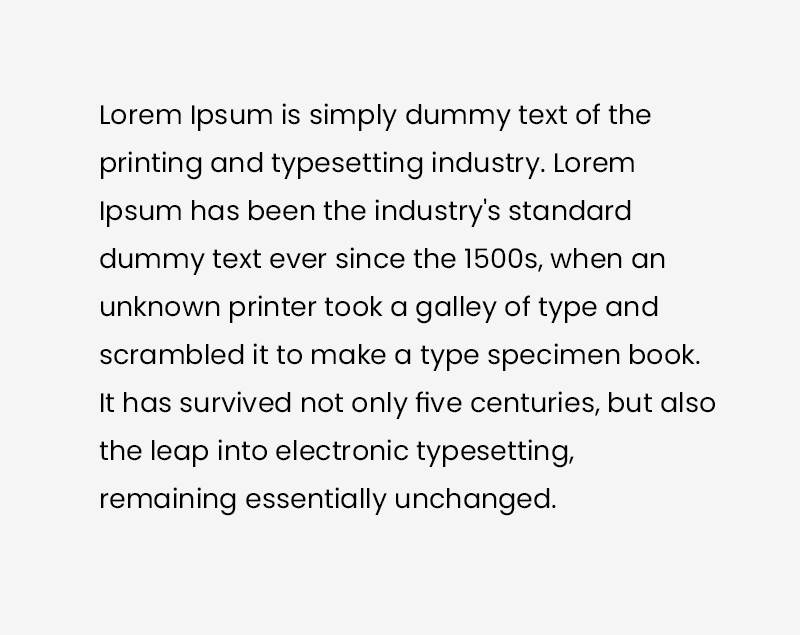 Lorem Ipsum is simply dummy text of the
printing and typesetting industry. Lorem
Ipsum has been the industry's standard
dummy text ever since the 1500s, when an
unknown printer took a galley of type and
scrambled it to make a type specimen book.
It has survived not only five centuries, but also
the leap into electronic typesetting,
remaining essentially unchanged.